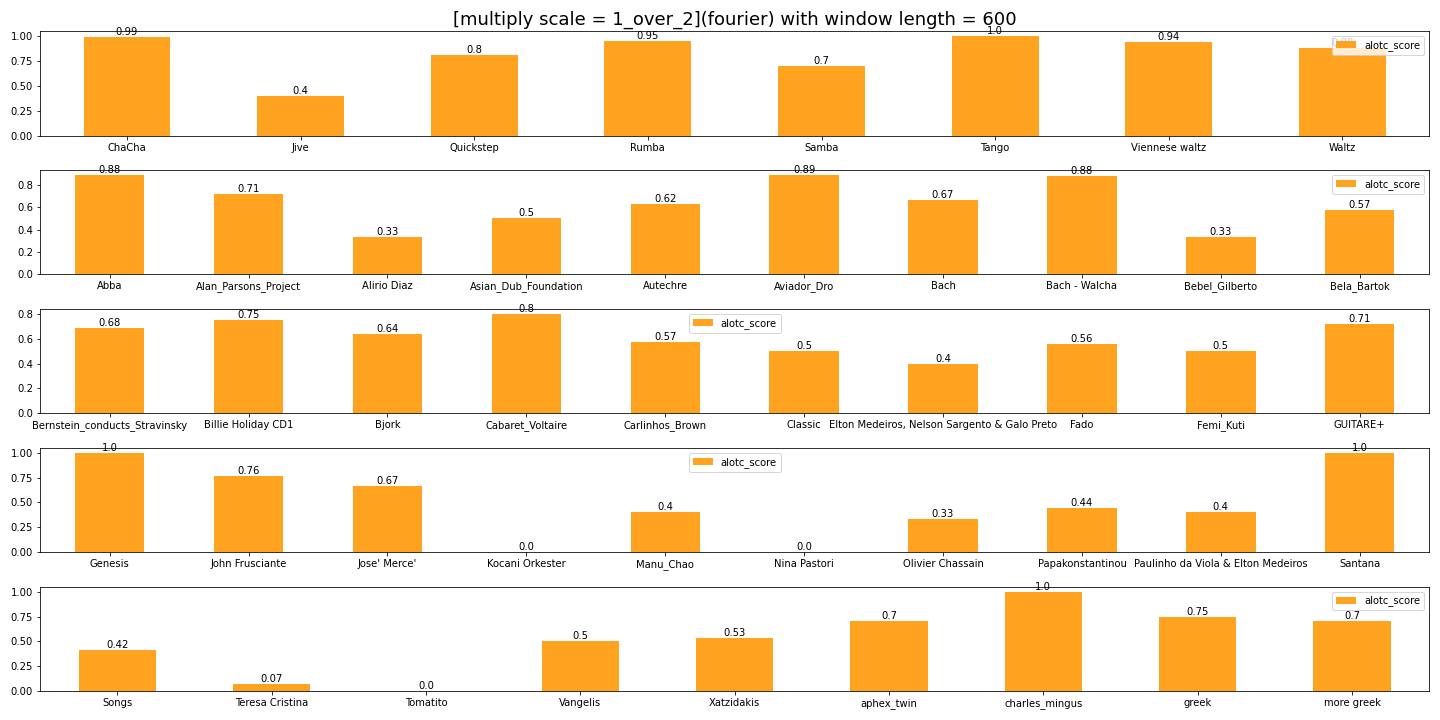 [multiply scale = 1_over_2](fourier) with window length = 600
1.00
0.75
0.50
0.25
0.00
0.99
0.4
0.8
0.95
0.7
1.0
0.94
alotc_score
ChaCha
Jive
Quickstep
Rumba
Samba
Tango
Viennese waltz
Waltz
0.8
0.6
0.4
0.2
0.0
0.88
0.71
0.33
0.5
0.62
0.89
0.67
0.88
0.33
0.57
alotc_score
Abba
Alan_Parsons_Project
Alirio Diaz
Asian_Dub_Foundation
Autechre
Aviador_Dro
Bach
Bach - Walcha
Bebel_Gilberto
Bela_Bartok
0.8
0.6
0.4
0.2
0.0
0.68
0.75
0.64
0.8
0.57
0.5
0.4
0.56
0.5
0.71
alotc_score
Bernstein_conducts_Stravinsky
Billie Holiday CD1
Bjork
Cabaret_Voltaire
Carlinhos_Brown
Classic
Elton Medeiros, Nelson Sargento & Galo Preto
Fado
Femi_Kuti
GUITARE+
1.00
0.75
0.50
0.25
0.00
1.0
0.76
0.67
0.0
0.4
0.0
0.33
0.44
0.4
1.0
alotc_score
Genesis
John Frusciante
Jose' Merce'
Kocani Orkester
Manu_Chao
Nina Pastori
Olivier Chassain
Papakonstantinou
Paulinho da Viola & Elton Medeiros
Santana
1.00
0.75
0.50
0.25
0.00
0.42
0.07
0.0
0.5
0.53
0.7
1.0
0.75
0.7
alotc_score
Songs
Teresa Cristina
Tomatito
Vangelis
Xatzidakis
aphex_twin
charles_mingus
greek
more greek